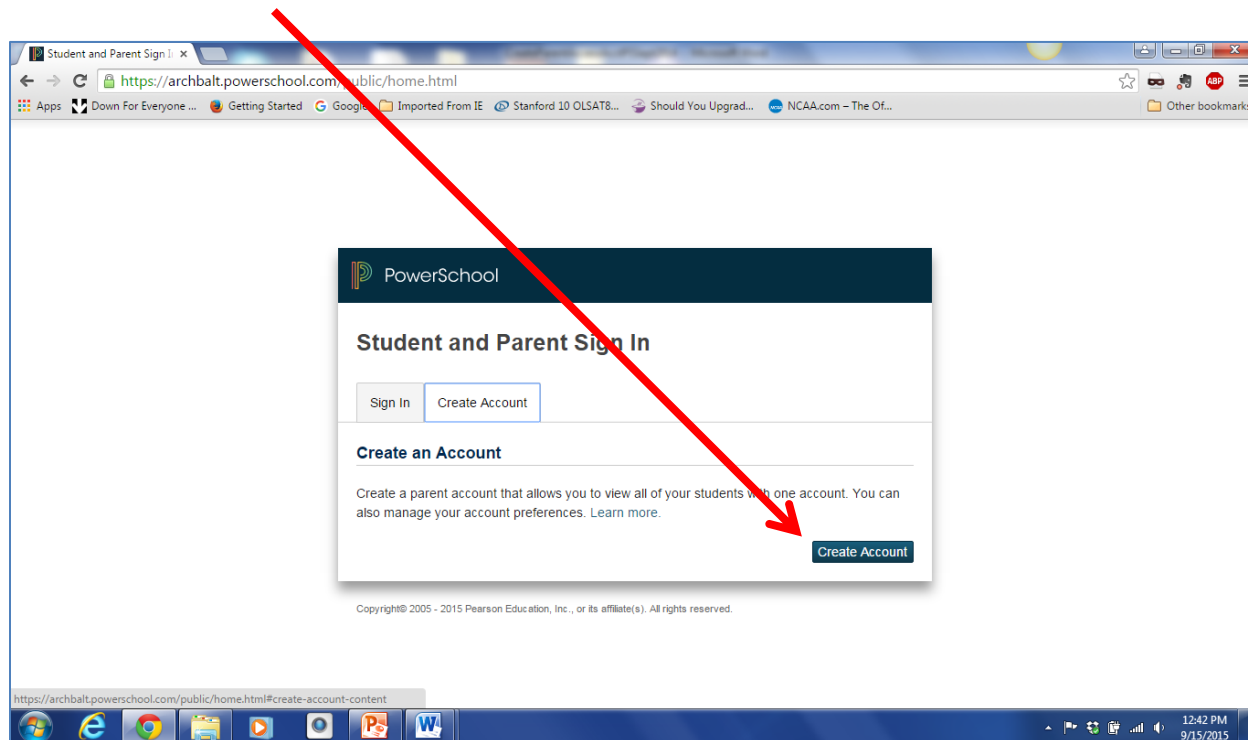 Student and Parent Sign I
https://archbalt.powerschool.com/public/home.html
ABP
Apps Down For Everyone ... Getting Started Google Imported From IE Stanford 10 OLSAT8... Should You Upgrad... NCAA.com – The Of... Other bookmarks
PowerSchool
Student and Parent Sign In
Sign In Create Account
Create an Account
Create a parent account that allows you to view all of your students with one account. You can
also manage your account preferences. Learn more.
Create Account
Copyright© 2005 - 2015 Pearson Education, Inc., or its affiliate(s). All rights reserved.
https://archbalt.powerschool.com/public/home.html#create-account-content
12:42 PM
9/15/2015